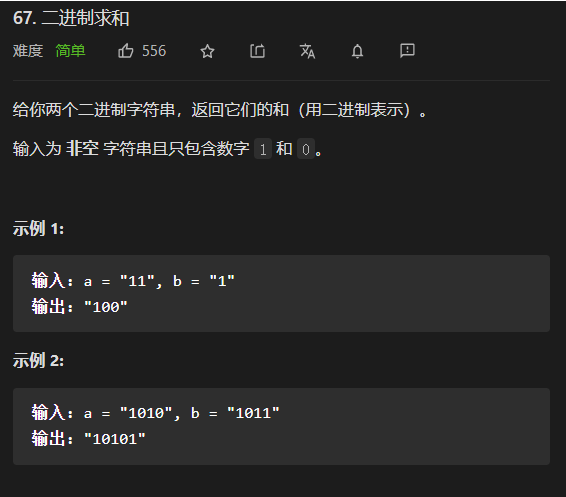 67. 二进制求和
难度 简单 556
给你两个二进制字符串，返回它们的和（用二进制表示）。
输入为 非空 字符串且只包含数字 1 和 0。
示例 1:
输入: a = "11", b = "1"
输出: "100"
示例 2:
输入: a = "1010", b = "1011"
输出: "10101"